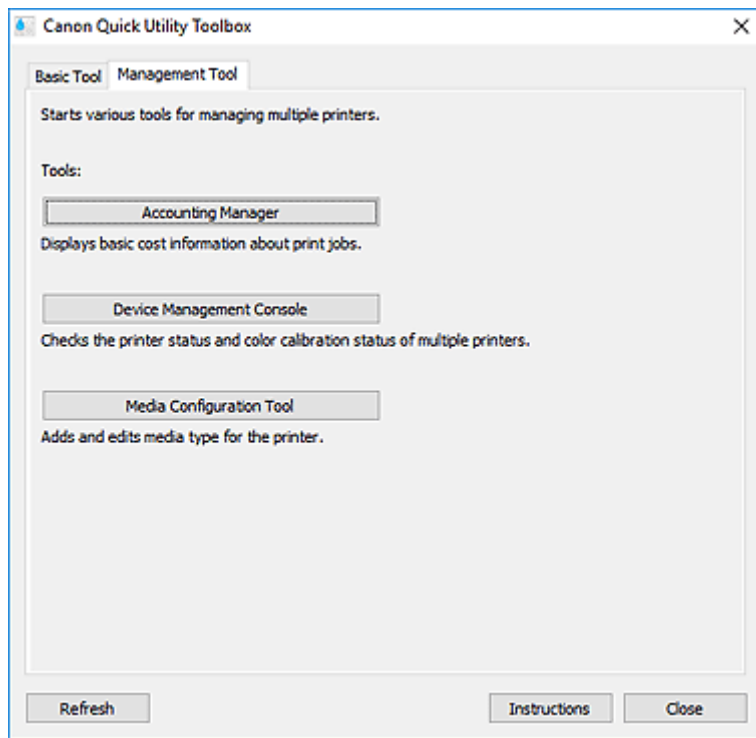 Canon Quick Utility Toolbox
Basic Tool Management Tool
Starts various tools for managing multiple printers.
Tools:
Accounting Manager
Displays basic cost information about print jobs.
Device Management Console
Checks the printer status and color calibration status of multiple printers.
Media Configuration Tool
Adds and edits media type for the printer.
Refresh Instructions Close